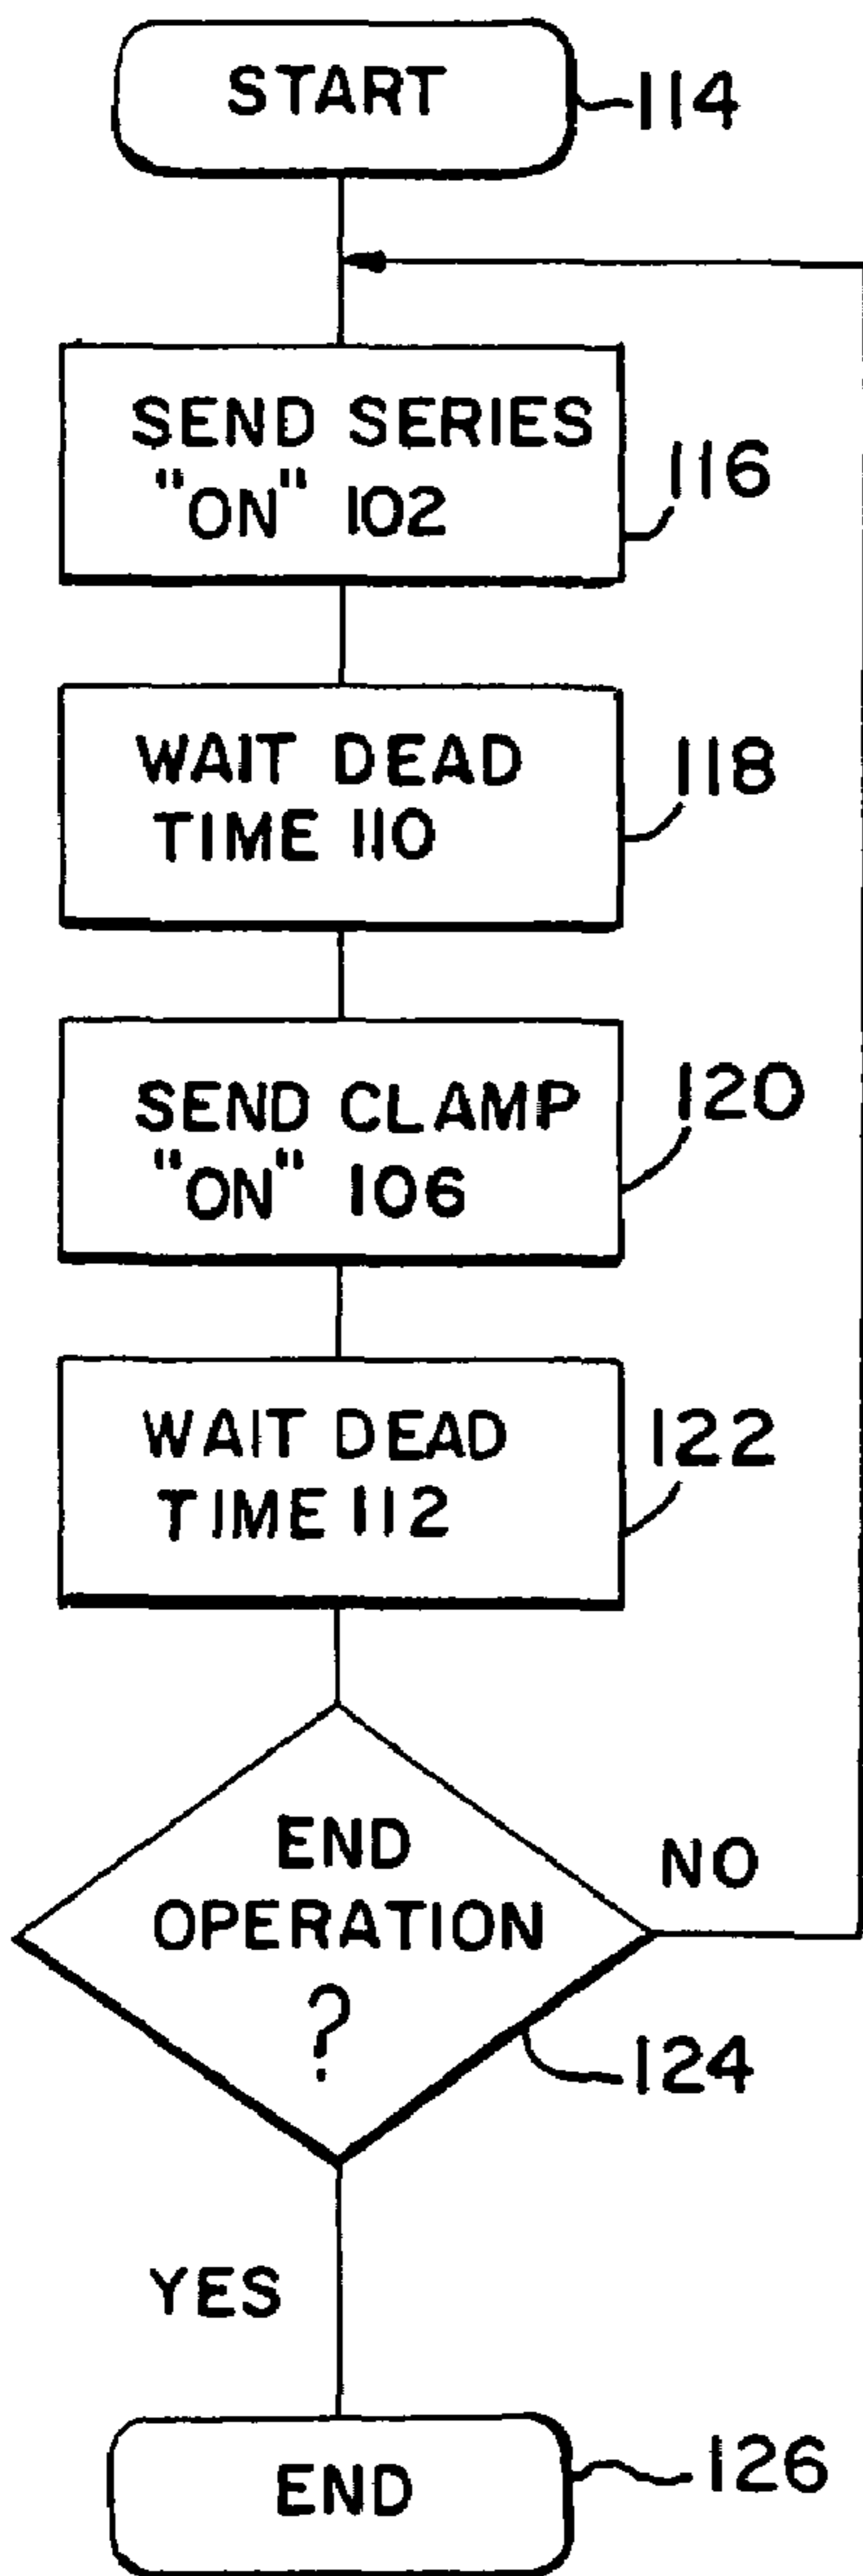 START
114
SEND SERIES
"ON" 102
116
WAIT DEAD
TIME 110
118
SEND CLAMP
"ON" 106
120
WAIT DEAD
TIME 112
122
END
OPERATION
?
NO
124
YES
END
126